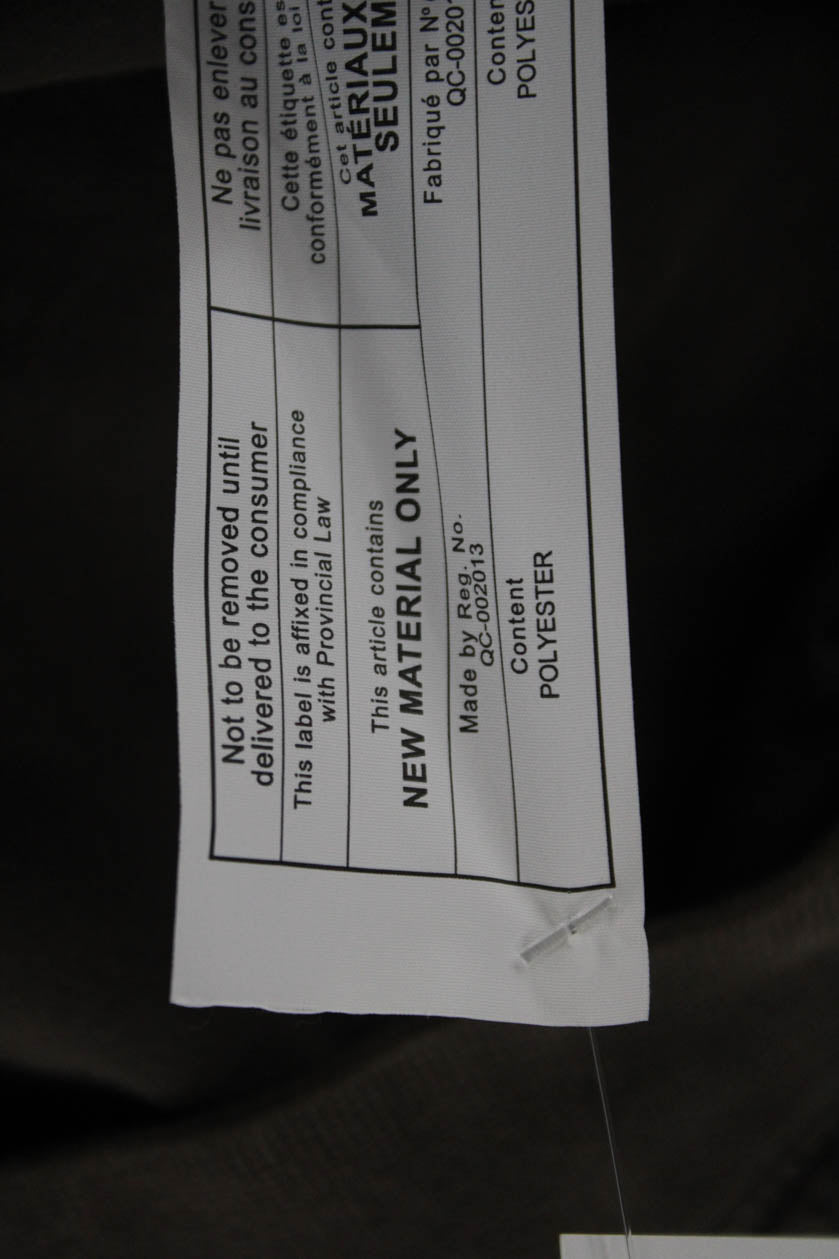 Not to be removed until
delivered to the consumer
This label is affixed in compliance
with Provincial Law
This article contains
NEW MATERIAL ONLY
Made by Reg. No.
QC-002013
Content
POLYESTER
Ne pas enlever
livraison au cons
Cette étiquette es
conformément à la loi
Cet article cont
MATÉRIAUX
SEULEM
Fabriqué par Nº
QC-0020
Conten
POLYES